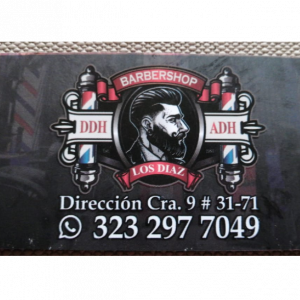 BARBERSHOP
DDH ADH
LOS DIAZ
Dirección Cra. 9 # 31-71
323 297 7049